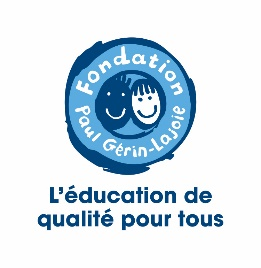 Fondation
Paul Gérin-Lajoie
L'éducation de
qualité pour tous